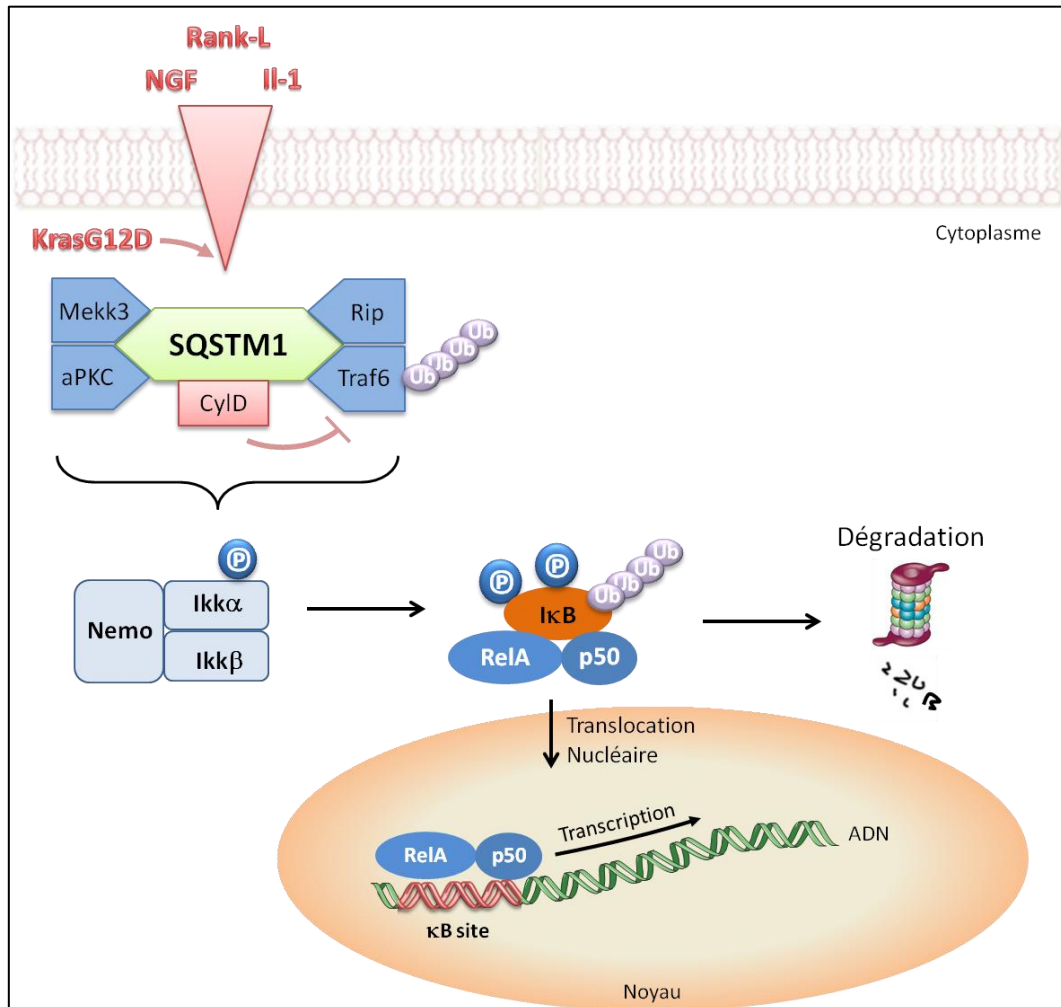 Rank-L
NGF
Il-1
Cytoplasme
KrasG12D
Mekk3
Rip
SQSTM1
aPKC
Traf6
Ub
Ub
Ub
Ub
CylD
Dégradation
P
P
P
Ub
Ub
Ub
Ub
Ikkα
Nemo
IκB
Ikkβ
RelA
p50
Translocation
Nucléaire
Transcription
ADN
RelA
p50
κB site
Noyau